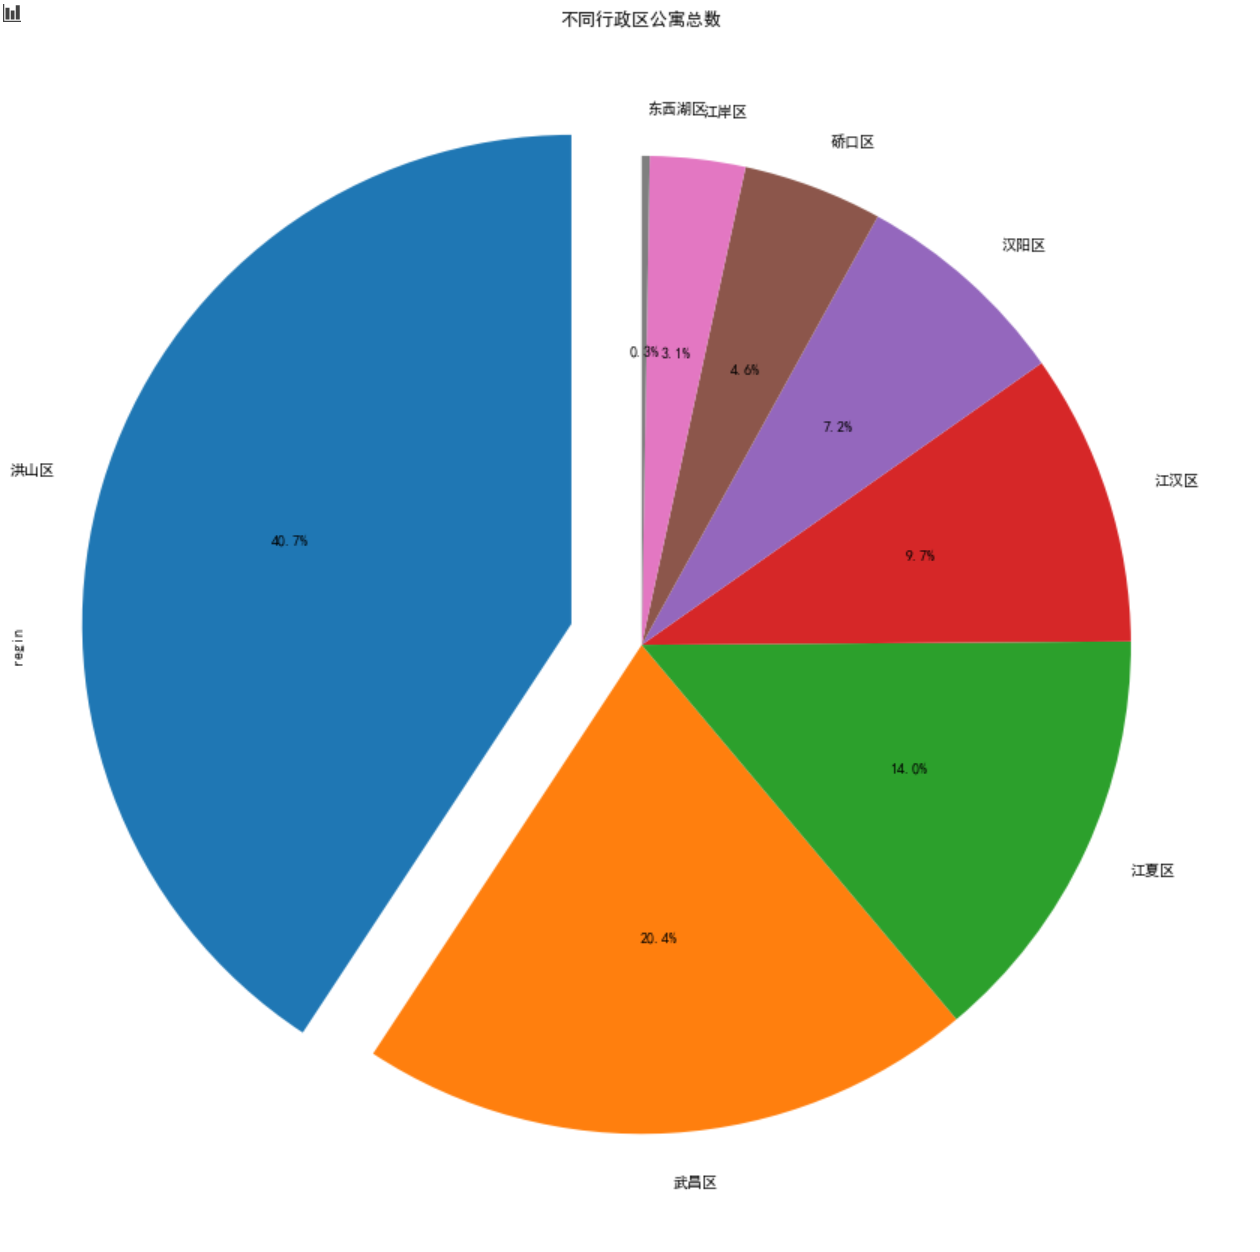 不同行政区公寓总数
东西湖区
江岸区
硚口区
汉阳区
江汉区
江夏区
武昌区
洪山区
regin
0.3%
3.1%
4.6%
7.2%
9.7%
14.0%
20.4%
40.7%